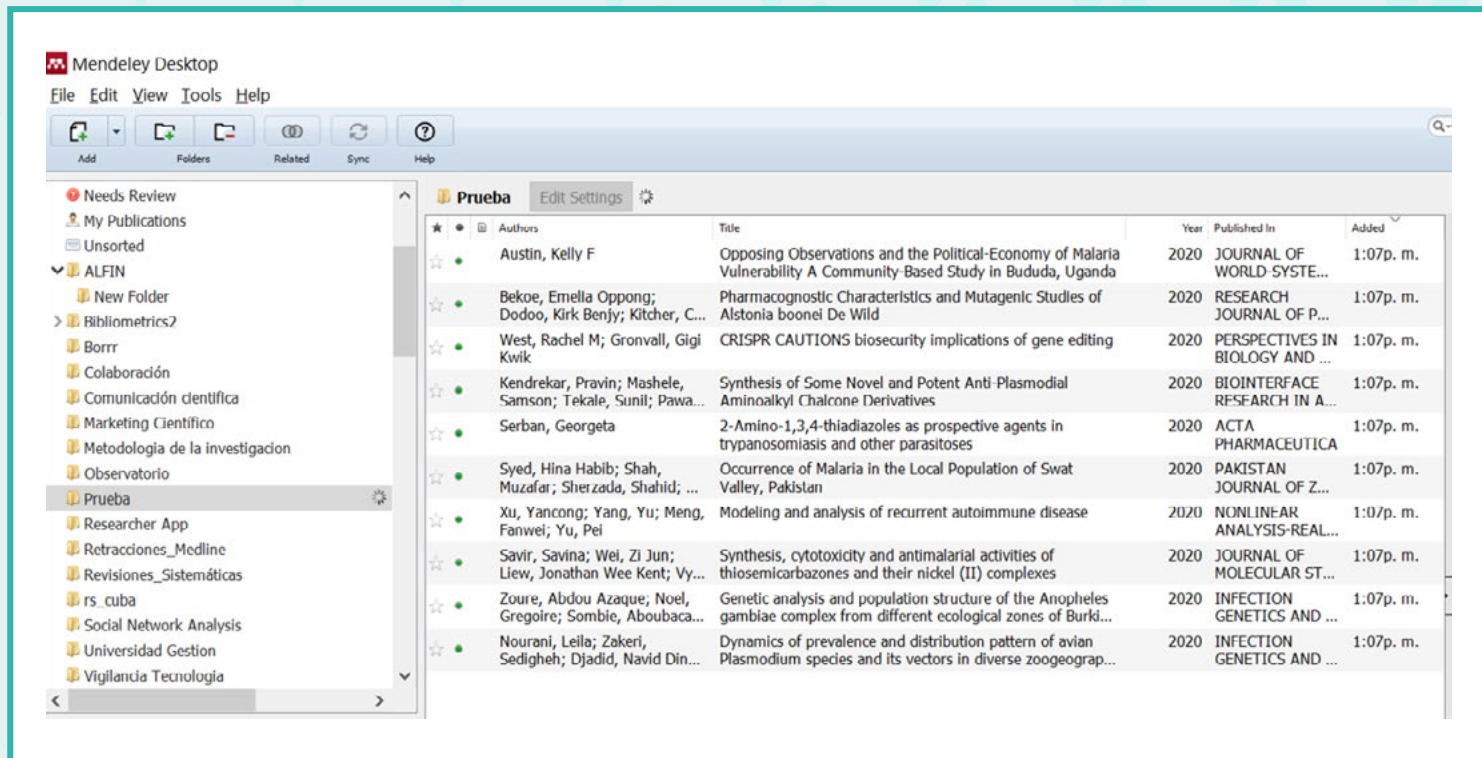 Mendeley Desktop
File Edit View Tools Help
Add Folders Related Sync Help
Needs Review
My Publications
Unsorted
ALFIN
New Folder
Bibliometrics2
Borrr
Colaboración
Comunicación científica
Marketing Científico
Metodologia de la investigacion
Observatorio
Prueba
Researcher App
Retracciones_Medline
Revisiones_Sistemáticas
rs_cuba
Social Network Analysis
Universidad Gestion
Vigilancia Tecnologia
Prueba Edit Settings
Authors Title Year Published In Added
Austin, Kelly F Opposing Observations and the Political-Economy of Malaria 2020 JOURNAL OF 1:07p. m.
Vulnerability A Community-Based Study in Bududa, Uganda WORLD-SYSTE...
Bekoe, Emelia Oppong; Pharmacognostic Characteristics and Mutagenic Studies of 2020 RESEARCH 1:07p. m.
Dodoo, Kirk Benjy; Kitcher, C... Alstonia boonei De Wild JOURNAL OF P...
West, Rachel M; Gronvall, Gigi CRISPR CAUTIONS biosecurity implications of gene editing 2020 PERSPECTIVES IN 1:07p. m.
Kwik BIOLOGY AND ...
Kendrekar, Pravin; Mashele, Synthesis of Some Novel and Potent Anti-Plasmodial 2020 BIOINTERFACE 1:07p. m.
Samson; Tekale, Sunil; Pawa... Aminoalkyl Chalcone Derivatives RESEARCH IN A...
Serban, Georgeta 2-Amino-1,3,4-thiadiazoles as prospective agents in 2020 ACTA 1:07p. m.
trypanosomiasis and other parasitoses PHARMACEUTICA
Syed, Hina Habib; Shah, Occurrence of Malaria in the Local Population of Swat 2020 PAKISTAN 1:07p. m.
Muzafar; Sherzada, Shahid; ... Valley, Pakistan JOURNAL OF Z...
Xu, Yancong; Yang, Yu; Meng, Modeling and analysis of recurrent autoimmune disease 2020 NONLINEAR 1:07p. m.
Fanwei; Yu, Pei ANALYSIS-REAL...
Savir, Savina; Wei, Zi Jun; Synthesis, cytotoxicity and antimalarial activities of 2020 JOURNAL OF 1:07p. m.
Liew, Jonathan Wee Kent; Vy... thiosemicarbazones and their nickel (II) complexes MOLECULAR ST...
Zoure, Abdou Azaque; Noel, Genetic analysis and population structure of the Anopheles 2020 INFECTION 1:07p. m.
Gregoire; Sombie, Aboubaca... gambiae complex from different ecological zones of Burki... GENETICS AND ...
Nourani, Leila; Zakeri, Dynamics of prevalence and distribution pattern of avian 2020 INFECTION 1:07p. m.
Sedigheh; Djadid, Navid Din... Plasmodium species and its vectors in diverse zoogeograp... GENETICS AND ...